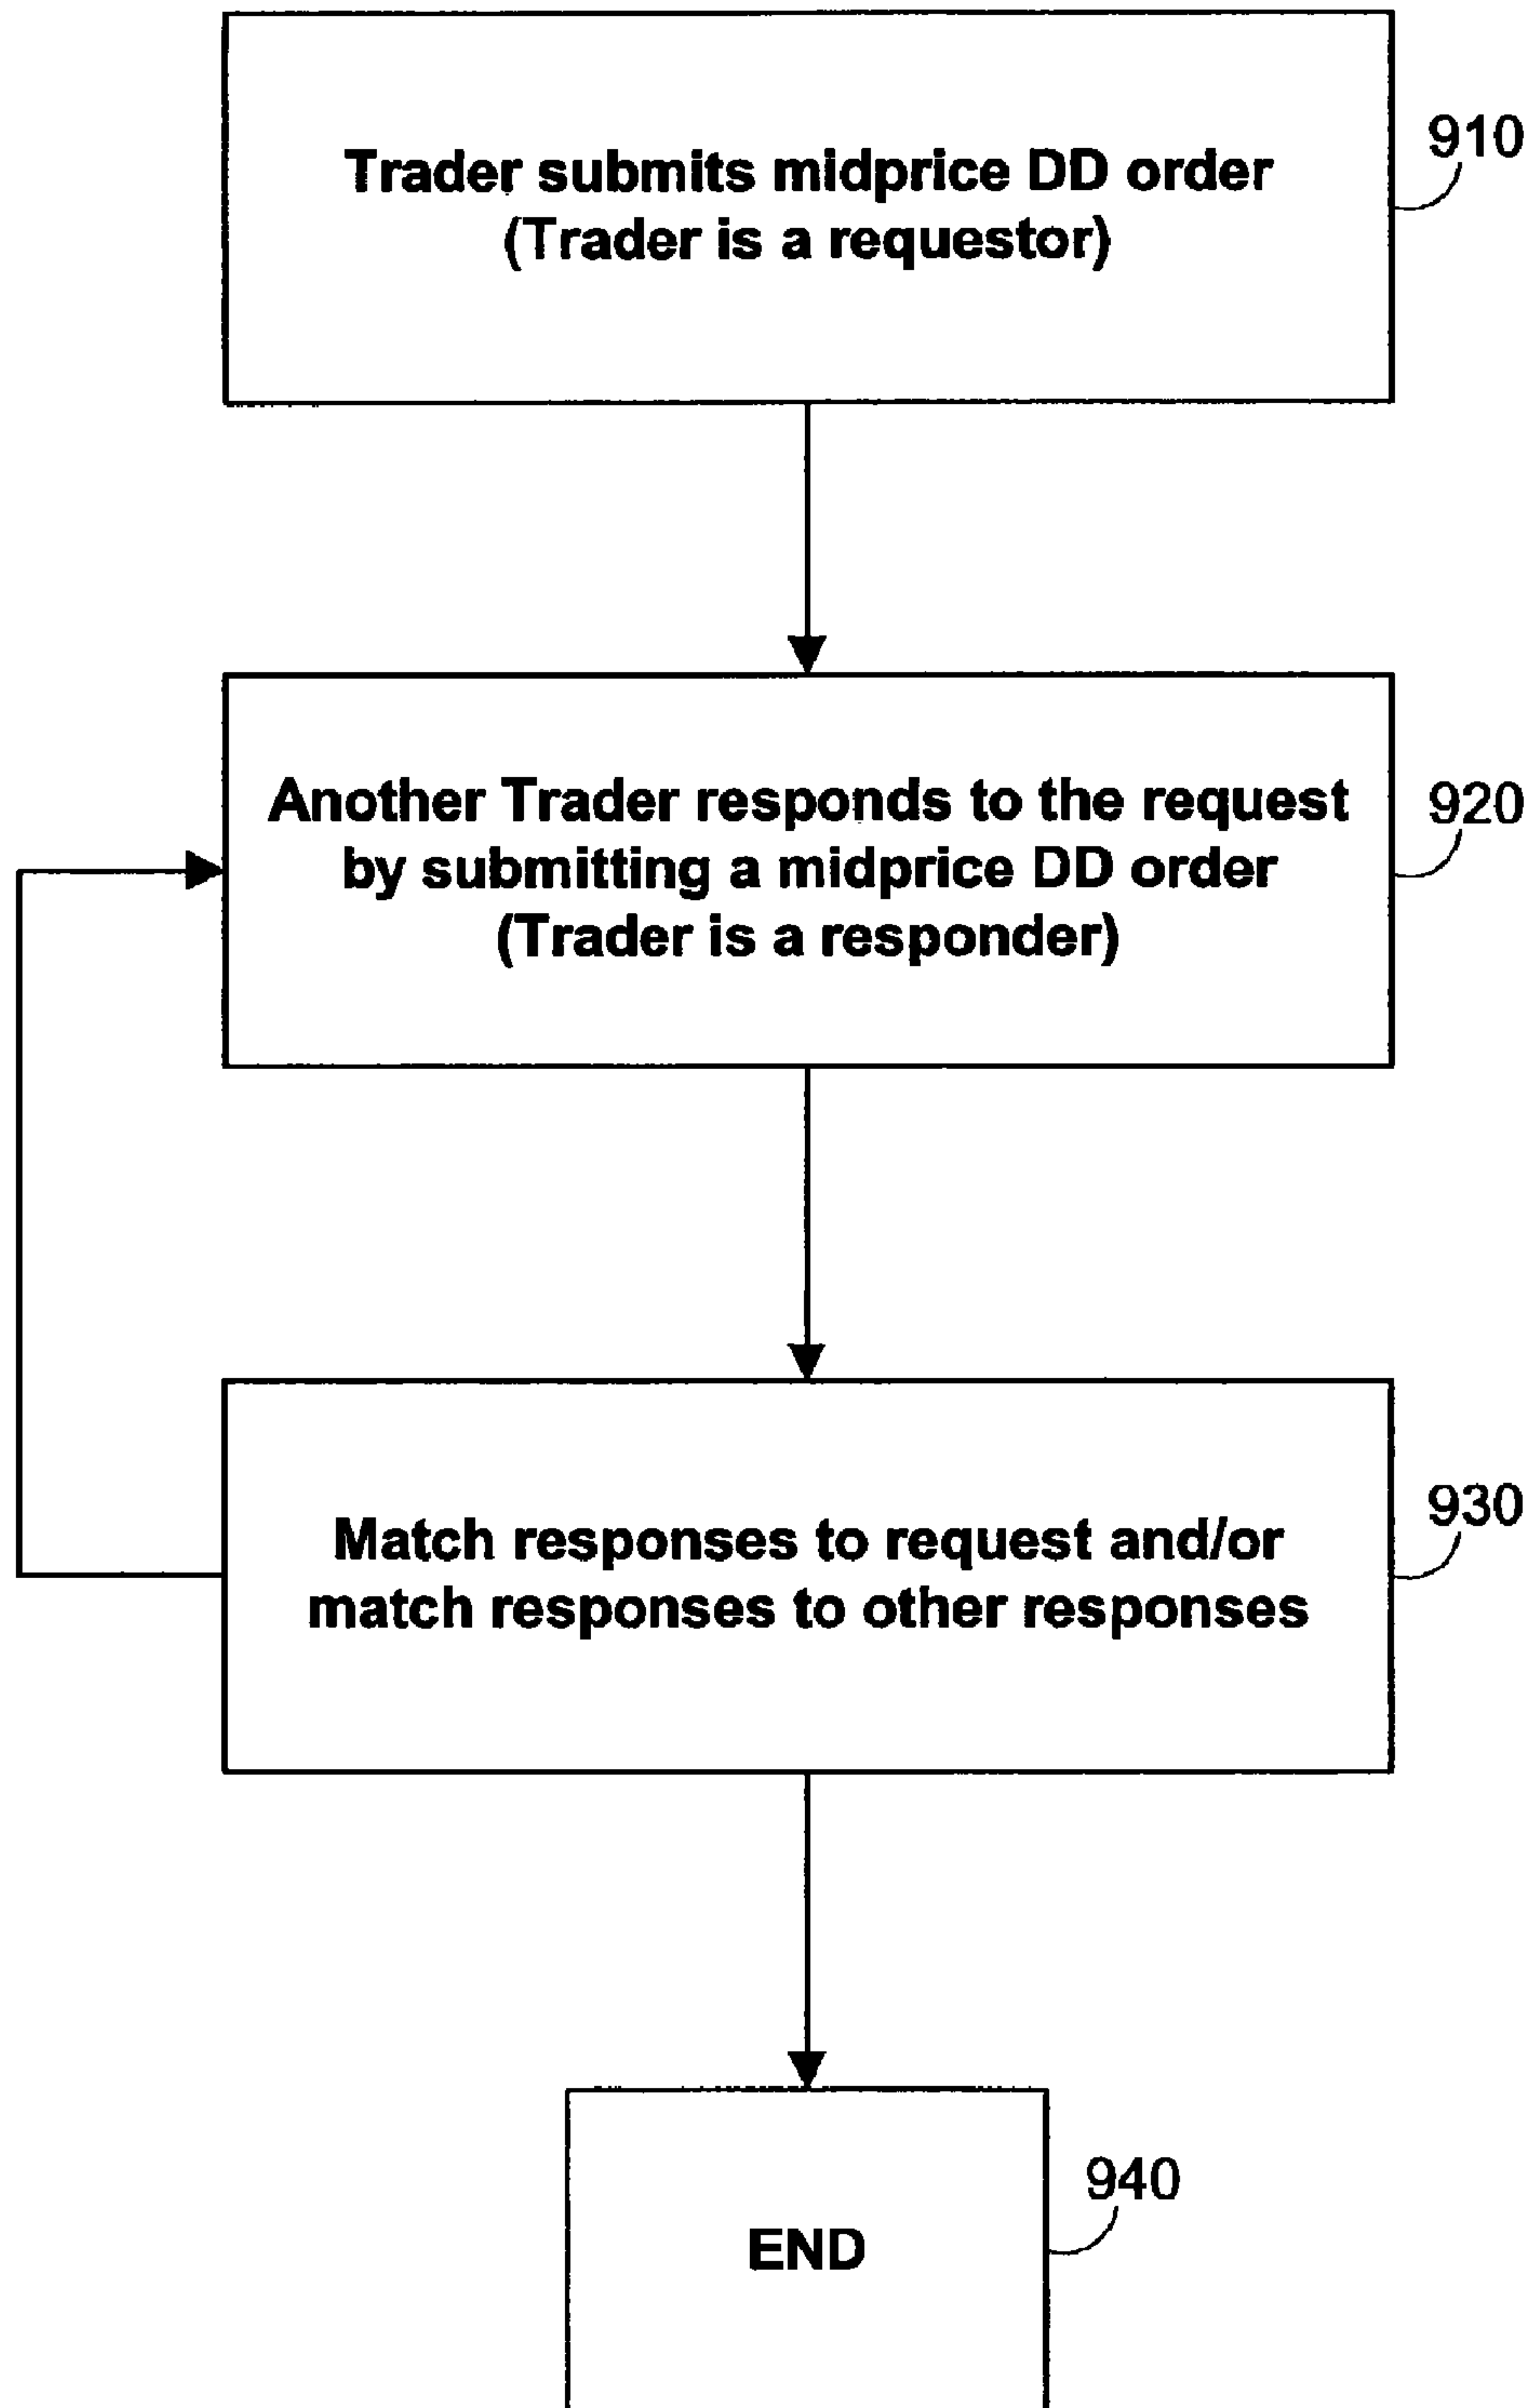 Trader submits midprice DD order
(Trader is a requestor)
910
Another Trader responds to the request
by submitting a midprice DD order
(Trader is a responder)
920
Match responses to request and/or
match responses to other responses
930
END
940